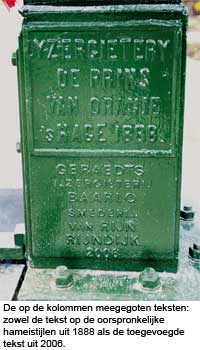 YZERGIETERY
DE PRINS
VAN ORANJE
'S HAGE 1888.
GERAEDTS
IJZERGIETERIJ
BAARLO
SMEDERIJ
VAN RIJN
RIJNDIJK
2006
De op de kolommen meegegoten teksten:
zowel de tekst op de oorspronkelijke
hameistijlen uit 1888 als de toegevoegde
tekst uit 2006.